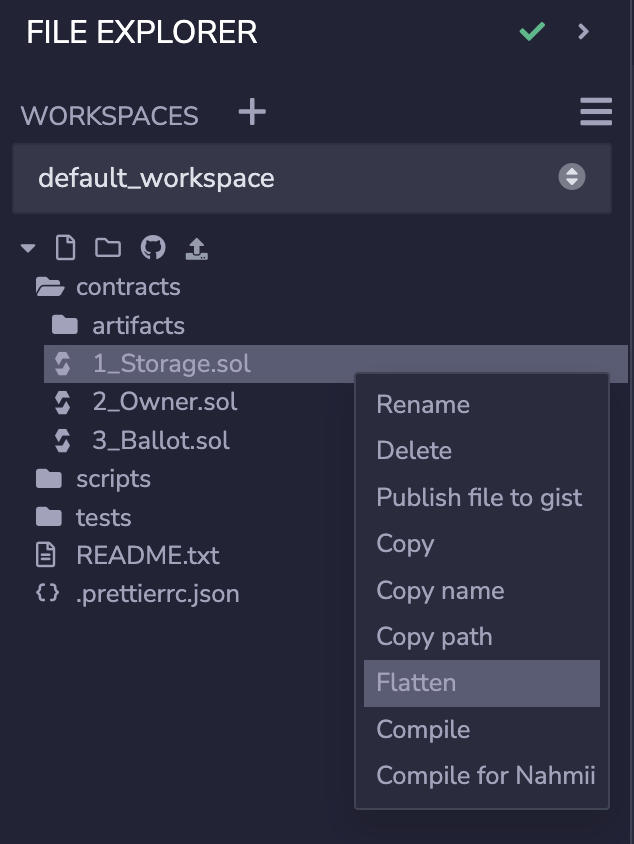 FILE EXPLORER
WORKSPACES
default_workspace
contracts
artifacts
1_Storage.sol
2_Owner.sol
3_Ballot.sol
scripts
tests
README.txt
.prettierrc.json
Rename
Delete
Publish file to gist
Copy
Copy name
Copy path
Flatten
Compile
Compile for Nahmii